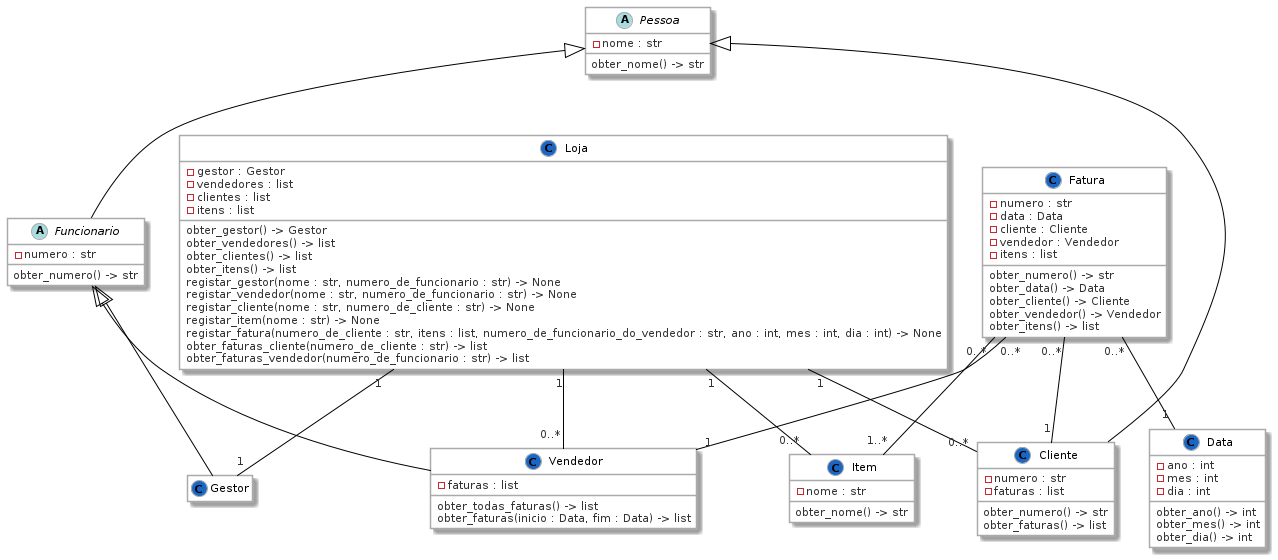 A Pessoa
nome : str
obter_nome() -> str
C Loja
gestor : Gestor
vendedores : list
clientes : list
itens : list
obter_gestor() -> Gestor
obter_vendedores() -> list
obter_clientes() -> list
obter_itens() -> list
registar_gestor(nome : str, numero_de_funcionario : str) -> None
registar_vendedor(nome : str, numero_de_funcionario : str) -> None
registar_cliente(nome : str, numero_de_cliente : str) -> None
registar_item(nome : str) -> None
registar_fatura(numero_de_cliente : str, itens : list, numero_de_funcionario_do_vendedor : str, ano : int, mes : int, dia : int) -> None
obter_faturas_cliente(numero_de_cliente : str) -> list
obter_faturas_vendedor(numero_de_funcionario : str) -> list
C Fatura
numero : str
data : Data
cliente : Cliente
vendedor : Vendedor
itens : list
obter_numero() -> str
obter_data() -> Data
obter_cliente() -> Cliente
obter_vendedor() -> Vendedor
obter_itens() -> list
A Funcionario
numero : str
obter_numero() -> str
0..* 0..* 0..* 0..*
1 1 1 1
1
1
0..* 1 0..* 1..* 0..* 1
C Gestor
C Vendedor
faturas : list
obter_todas_faturas() -> list
obter_faturas(inicio : Data, fim : Data) -> list
C Item
nome : str
obter_nome() -> str
C Cliente
numero : str
faturas : list
obter_numero() -> str
obter_faturas() -> list
C Data
ano : int
mes : int
dia : int
obter_ano() -> int
obter_mes() -> int
obter_dia() -> int